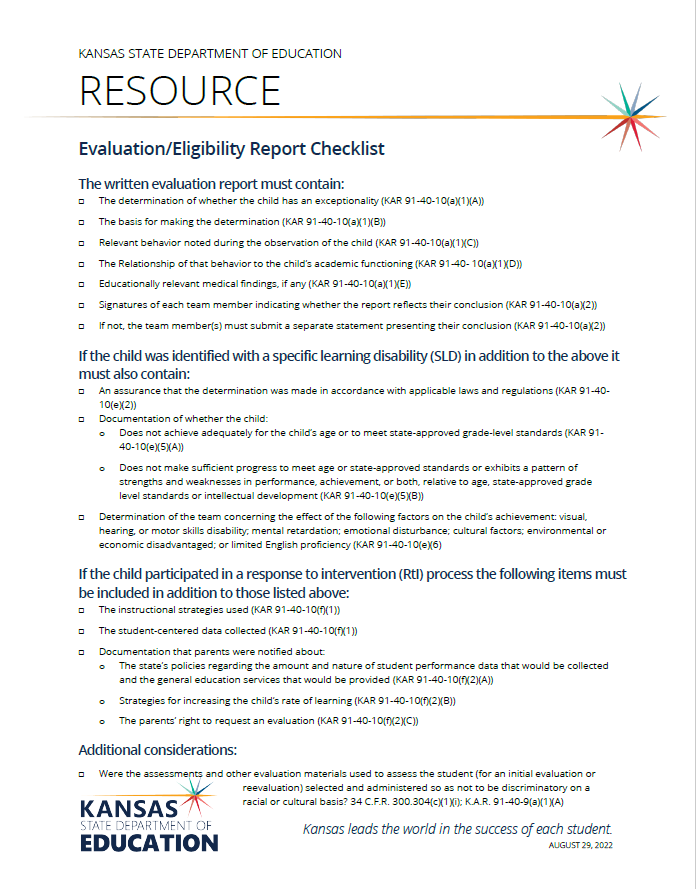 KANSAS STATE DEPARTMENT OF EDUCATION
RESOURCE
Evaluation/Eligibility Report Checklist
The written evaluation report must contain:
□ The determination of whether the child has an exceptionality (KAR 91-40-10(a)(1)(A))
□ The basis for making the determination (KAR 91-40-10(a)(1)(B))
□ Relevant behavior noted during the observation of the child (KAR 91-40-10(a)(1)(C))
□ The Relationship of that behavior to the child's academic functioning (KAR 91-40- 10(a)(1)(D))
□ Educationally relevant medical findings, if any (KAR 91-40-10(a)(1)(E))
□ Signatures of each team member indicating whether the report reflects their conclusion (KAR 91-40-10(a)(2))
□ If not, the team member(s) must submit a separate statement presenting their conclusion (KAR 91-40-10(a)(2))
If the child was identified with a specific learning disability (SLD) in addition to the above it
must also contain:
□ An assurance that the determination was made in accordance with applicable laws and regulations (KAR 91-40-
10(e)(2))
□ Documentation of whether the child:
o Does not achieve adequately for the child's age or to meet state-approved grade-level standards (KAR 91-
40-10(e)(5)(A))
o Does not make sufficient progress to meet age or state-approved standards or exhibits a pattern of
strengths and weaknesses in performance, achievement, or both, relative to age, state-approved grade
level standards or intellectual development (KAR 91-40-10(e)(5)(B))
□ Determination of the team concerning the effect of the following factors on the child's achievement: visual,
hearing, or motor skills disability; mental retardation; emotional disturbance; cultural factors; environmental or
economic disadvantaged; or limited English proficiency (KAR 91-40-10(e)(6)
If the child participated in a response to intervention (RtI) process the following items must
be included in addition to those listed above:
□ The instructional strategies used (KAR 91-40-10(f)(1))
□ The student-centered data collected (KAR 91-40-10(f)(1))
□ Documentation that parents were notified about:
o The state's policies regarding the amount and nature of student performance data that would be collected
and the general education services that would be provided (KAR 91-40-10(f)(2)(A))
o Strategies for increasing the child's rate of learning (KAR 91-40-10(f)(2)(B))
o The parents' right to request an evaluation (KAR 91-40-10(f)(2)(C))
Additional considerations:
□ Were the assessments and other evaluation materials used to assess the student (for an initial evaluation or
reevaluation) selected and administered so as not to be discriminatory on a
racial or cultural basis? 34 C.F.R. 300.304(c)(1)(i); K.A.R. 91-40-9(a)(1)(A)
KANSAS
STATE DEPARTMENT OF
EDUCATION
Kansas leads the world in the success of each student.
AUGUST 29, 2022